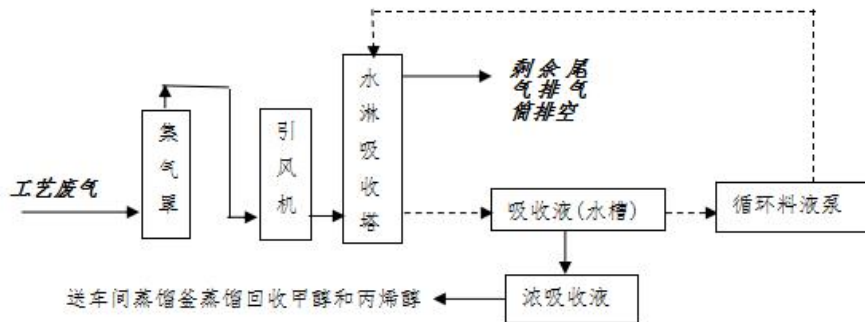 工艺废气
集气罩
引风机
水淋吸收塔
剩余尾
气排气
筒排空
吸收液(水槽)
循环料液泵
浓吸收液
送车间蒸馏釜蒸馏回收甲醇和丙烯醇